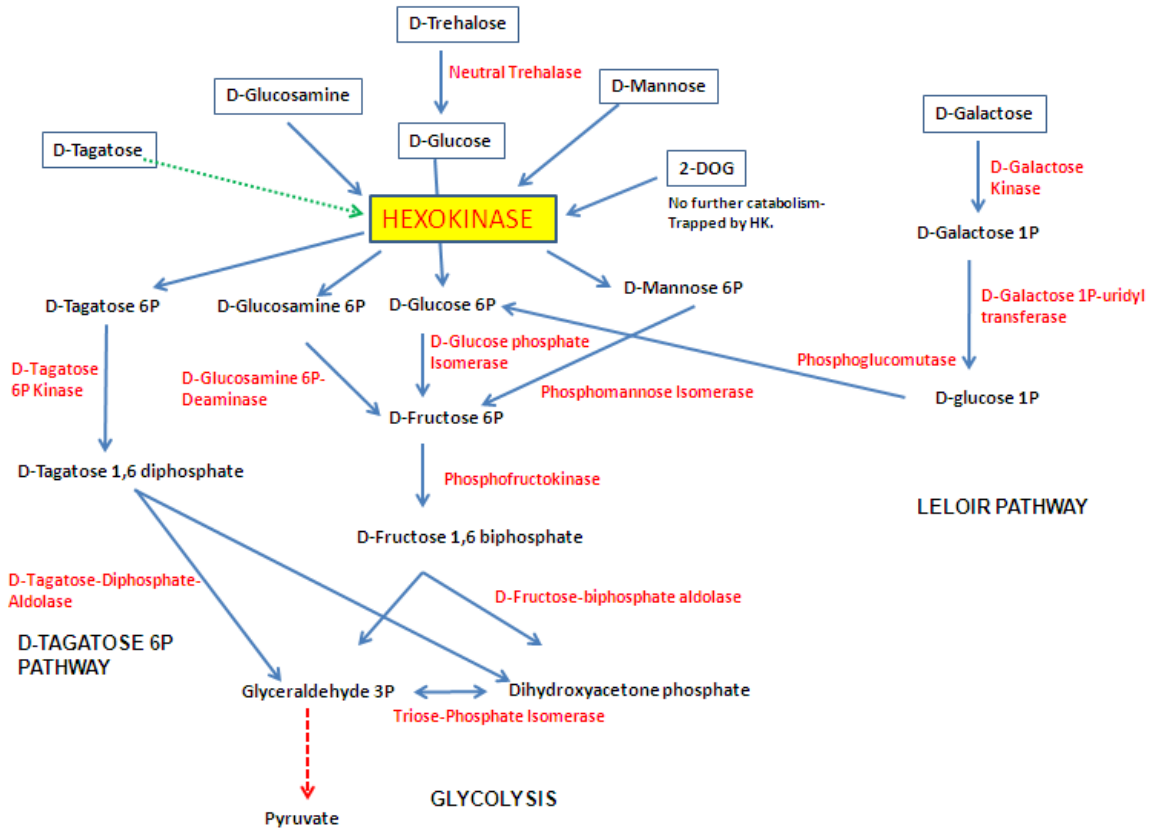 D-Trehalose
Neutral Trehalase
D-Glucosamine
D-Mannose
D-Galactose
D-Tagatose
D-Glucose
2-DOG
D-Galactose
Kinase
No further catabolism-
Trapped by HK.
HEXOKINASE
D-Galactose 1P
D-Tagatose 6P
D-Glucosamine 6P
D-Glucose 6P
D-Mannose 6P
D-Galactose 1P-uridyl
transferase
D-Tagatose
6P Kinase
D-Glucosamine 6P-
Deaminase
D-Glucose phosphate
Isomerase
Phosphomannose Isomerase
Phosphoglucomutase
D-glucose 1P
D-Fructose 6P
D-Tagatose 1,6 diphosphate
Phosphofructokinase
LELOIR PATHWAY
D-Fructose 1,6 biphosphate
D-Tagatose-Diphosphate-
Aldolase
D-Fructose-biphosphate aldolase
D-TAGATOSE 6P
PATHWAY
Glyceraldehyde 3P
Dihydroxyacetone phosphate
Triose-Phosphate Isomerase
GLYCOLYSIS
Pyruvate